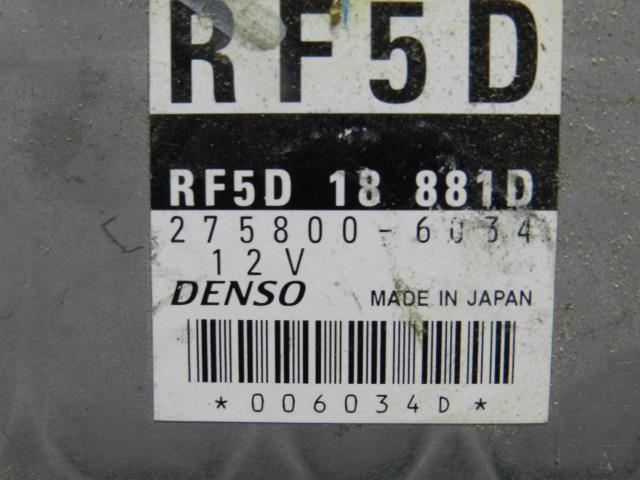 RF5D
RF5D 18 881D
275800-6034
12V
DENSO MADE IN JAPAN
*006034D*